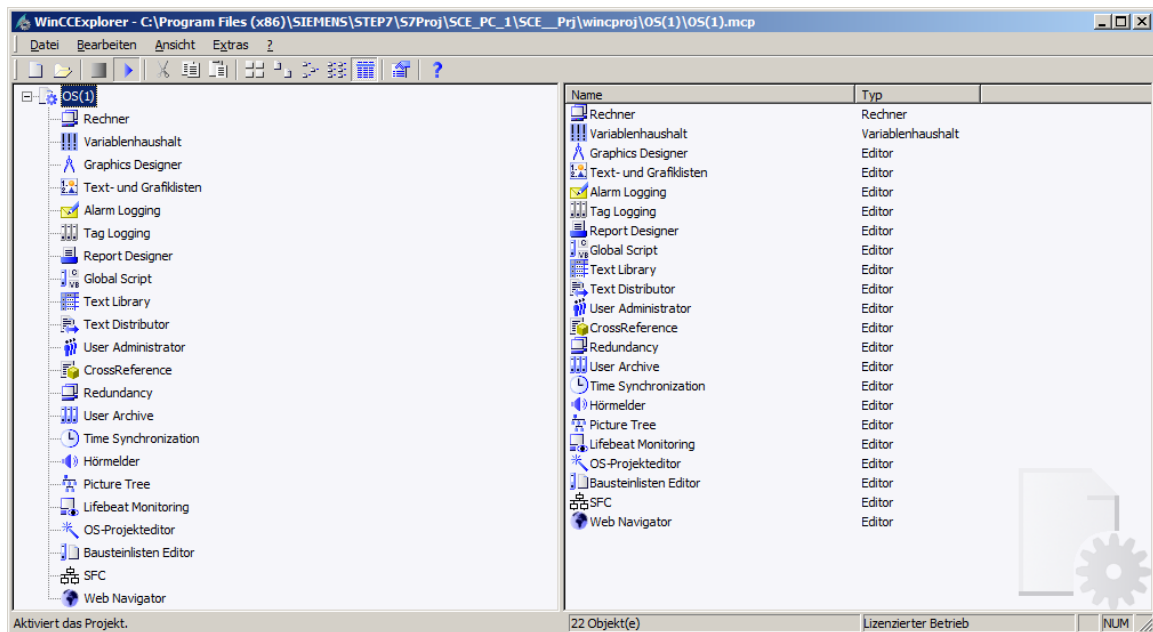 WinCCExplorer - C:\Program Files (x86)\SIEMENS\STEP7\S7Proj\SCE_PC_1\SCE__Prj\wincproj\OS(1)\OS(1).mcp
Datei Bearbeiten Ansicht Extras ?
OS(1)
Rechner
Variablenhaushalt
Graphics Designer
Text- und Grafiklisten
Alarm Logging
Tag Logging
Report Designer
Global Script
Text Library
Text Distributor
User Administrator
CrossReference
Redundancy
User Archive
Time Synchronization
Hörmelder
Picture Tree
Lifebeat Monitoring
OS-Projekteditor
Bausteinlisten Editor
SFC
Web Navigator
Name Typ
Rechner Rechner
Variablenhaushalt Variablenhaushalt
Graphics Designer Editor
Text- und Grafiklisten Editor
Alarm Logging Editor
Tag Logging Editor
Report Designer Editor
Global Script Editor
Text Library Editor
Text Distributor Editor
User Administrator Editor
CrossReference Editor
Redundancy Editor
User Archive Editor
Time Synchronization Editor
Hörmelder Editor
Picture Tree Editor
Lifebeat Monitoring Editor
OS-Projekteditor Editor
Bausteinlisten Editor Editor
SFC Editor
Web Navigator Editor
Aktiviert das Projekt. 22 Objekt(e) Lizenzierter Betrieb NUM